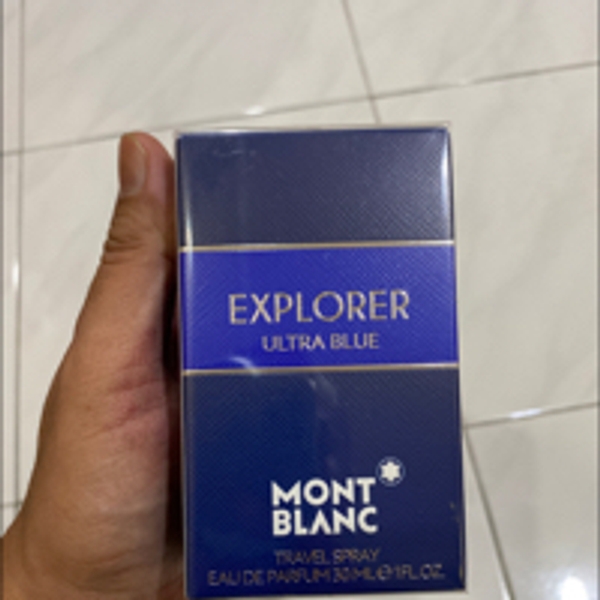 EXPLORER
ULTRA BLUE
MONT
BLANC
TRAVEL SPRAY
EAU DE PARFUM 30 ML ℮ 1 FL.OZ.